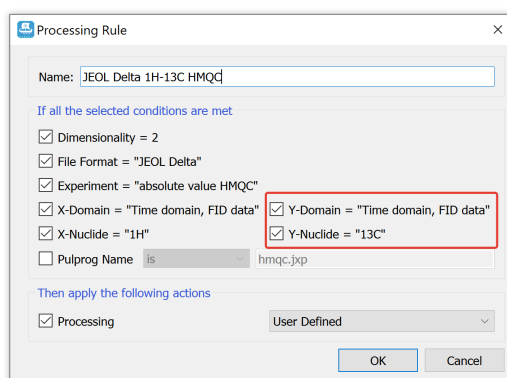 Processing Rule
Name: JEOL Delta 1H-13C HMQC
If all the selected conditions are met
Dimensionality = 2
File Format = "JEOL Delta"
Experiment = "absolute value HMQC"
X-Domain = "Time domain, FID data" Y-Domain = "Time domain, FID data"
X-Nuclide = "1H" Y-Nuclide = "13C"
Pulprog Name is hmqc.jxp
Then apply the following actions
Processing User Defined
OK Cancel